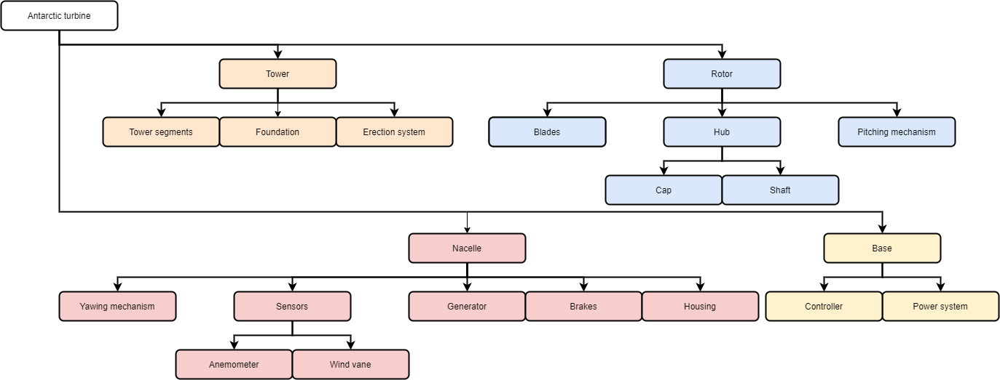 Antarctic turbine
Tower
Rotor
Tower segments
Foundation
Erection system
Blades
Hub
Pitching mechanism
Cap
Shaft
Nacelle
Base
Yawing mechanism
Sensors
Generator
Brakes
Housing
Controller
Power system
Anemometer
Wind vane